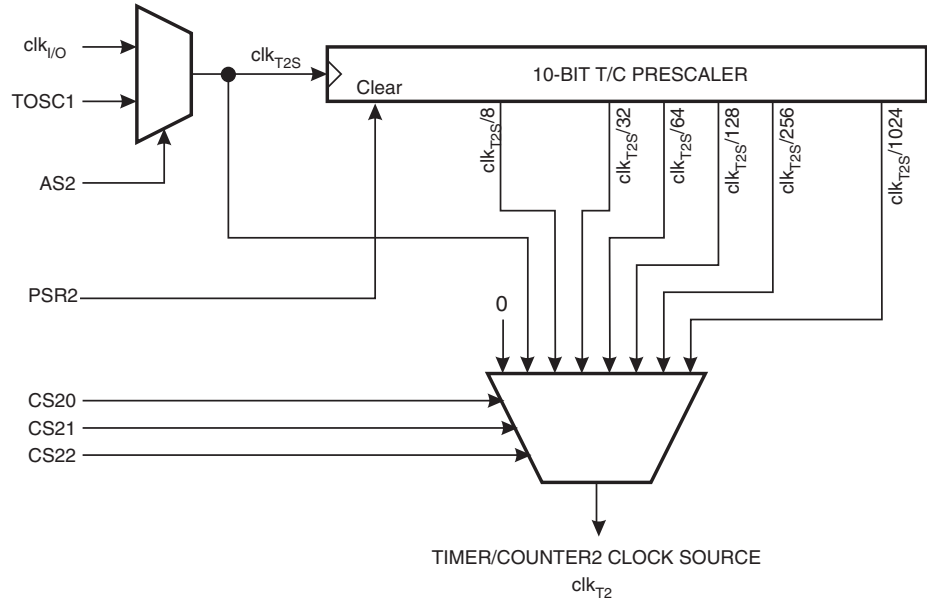 clkI/O
TOSC1
AS2
PSR2
clkT2S
10-BIT T/C PRESCALER
Clear
clkT2S/8
clkT2S/32
clkT2S/64
clkT2S/128
clkT2S/256
clkT2S/1024
0
CS20
CS21
CS22
TIMER/COUNTER2 CLOCK SOURCE
clkT2